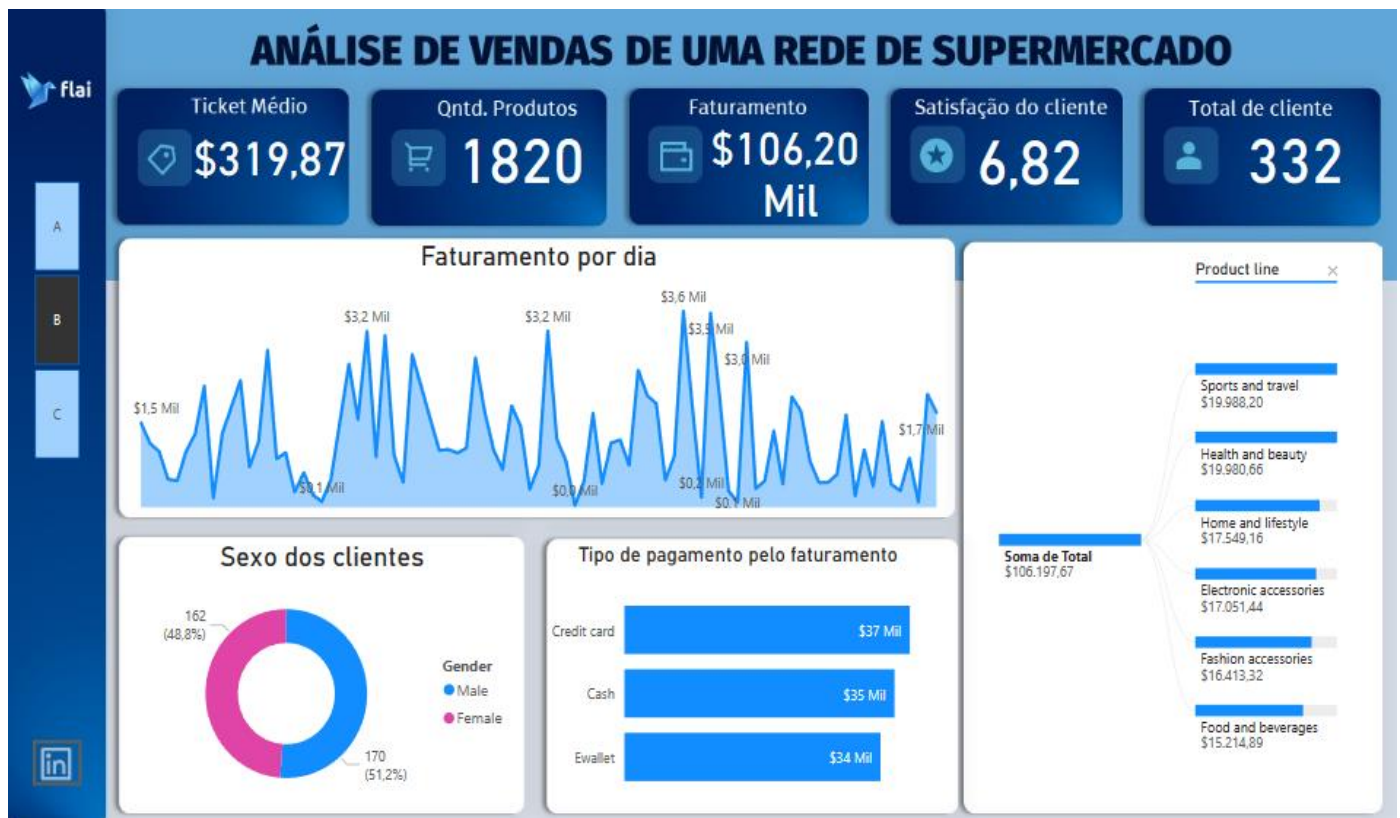 ANÁLISE DE VENDAS DE UMA REDE DE SUPERMERCADO
flai
Ticket Médio
$319,87
Qntd. Produtos
1820
Faturamento
$106,20
Mil
Satisfação do cliente
6,82
Total de cliente
332
A
B
C
in
Faturamento por dia
$1,5 Mil
$3,2 Mil
$3,2 Mil
$3,6 Mil
$3,5 Mil
$3,0 Mil
$1,7 Mil
$0,1 Mil
$0,0 Mil
$0,2 Mil
$0,1 Mil
Product line
Sports and travel
$19.988,20
Health and beauty
$19.980,66
Home and lifestyle
$17.549,16
Soma de Total
$106.197,67
Electronic accessories
$17.051,44
Fashion accessories
$16.413,32
Food and beverages
$15.214,89
Sexo dos clientes
162
(48,8%)
170
(51,2%)
Gender
Male
Female
Tipo de pagamento pelo faturamento
Credit card
$37 Mil
Cash
$35 Mil
Ewallet
$34 Mil